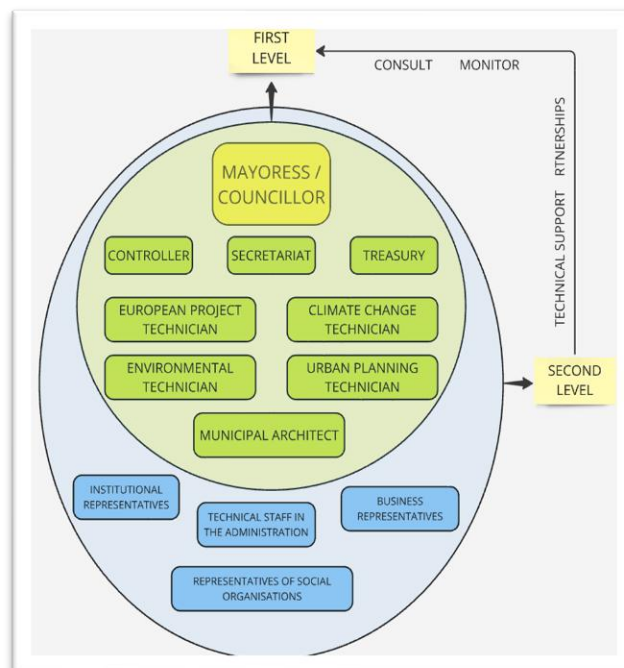 FIRST
LEVEL
CONSULT MONITOR
TECHNICAL SUPPORT RTNERSHIPS
MAYORESS /
COUNCILLOR
CONTROLLER
SECRETARIAT
TREASURY
EUROPEAN PROJECT
TECHNICIAN
CLIMATE CHANGE
TECHNICIAN
ENVIRONMENTAL
TECHNICIAN
URBAN PLANNING
TECHNICIAN
SECOND
LEVEL
MUNICIPAL ARCHITECT
INSTITUTIONAL
REPRESENTATIVES
TECHNICAL STAFF IN
THE ADMINISTRATION
BUSINESS
REPRESENTATIVES
REPRESENTATIVES OF SOCIAL
ORGANISATIONS